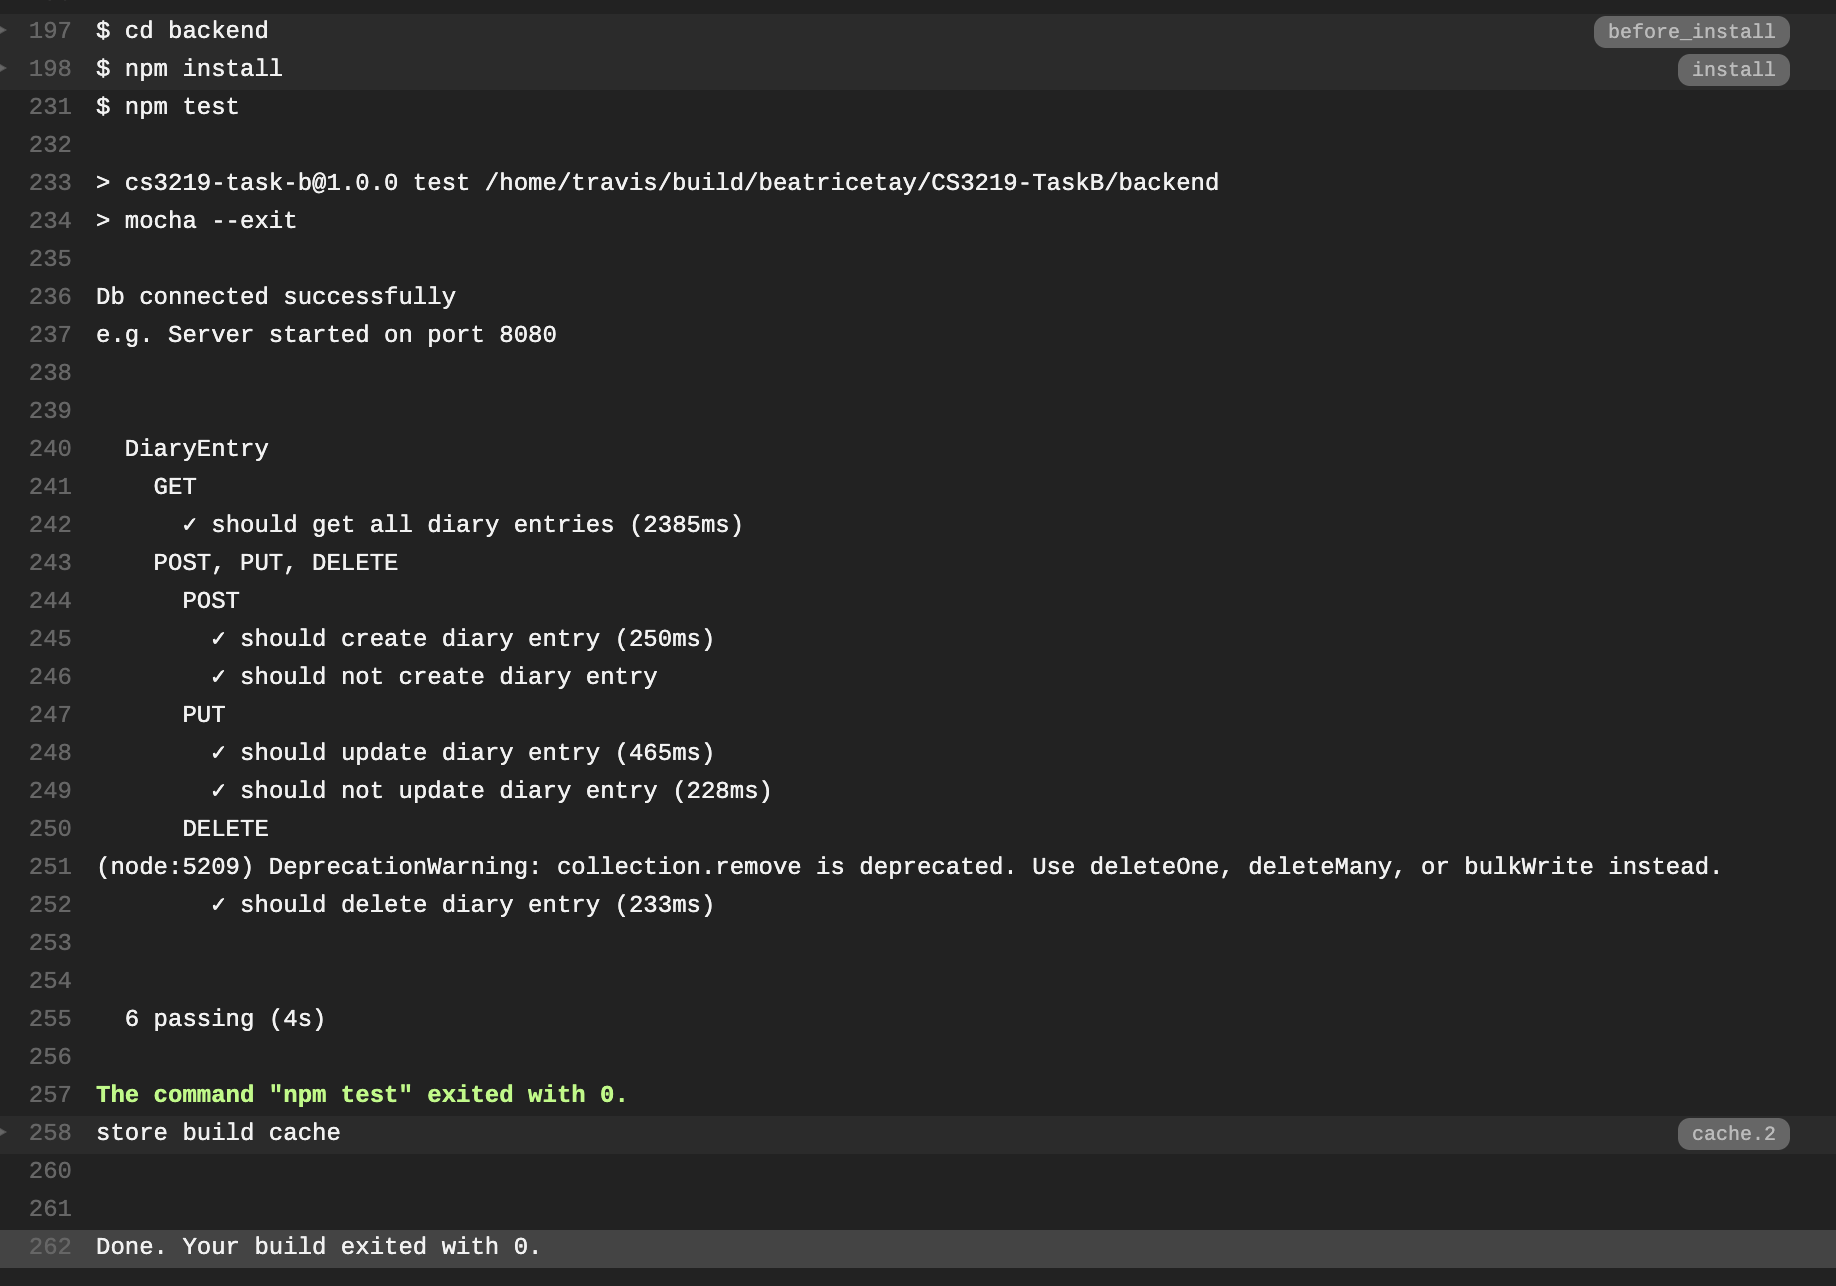 197 $ cd backend before_install
198 $ npm install install
231 $ npm test
232
233 > cs3219-task-b@1.0.0 test /home/travis/build/beatricetay/CS3219-TaskB/backend
234 > mocha --exit
235
236 Db connected successfully
237 e.g. Server started on port 8080
238
239
240 DiaryEntry
241 GET
242 ✓ should get all diary entries (2385ms)
243 POST, PUT, DELETE
244 POST
245 ✓ should create diary entry (250ms)
246 ✓ should not create diary entry
247 PUT
248 ✓ should update diary entry (465ms)
249 ✓ should not update diary entry (228ms)
250 DELETE
251 (node:5209) DeprecationWarning: collection.remove is deprecated. Use deleteOne, deleteMany, or bulkWrite instead.
252 ✓ should delete diary entry (233ms)
253
254
255 6 passing (4s)
256
257 The command "npm test" exited with 0.
258 store build cache cache.2
260
261
262 Done. Your build exited with 0.